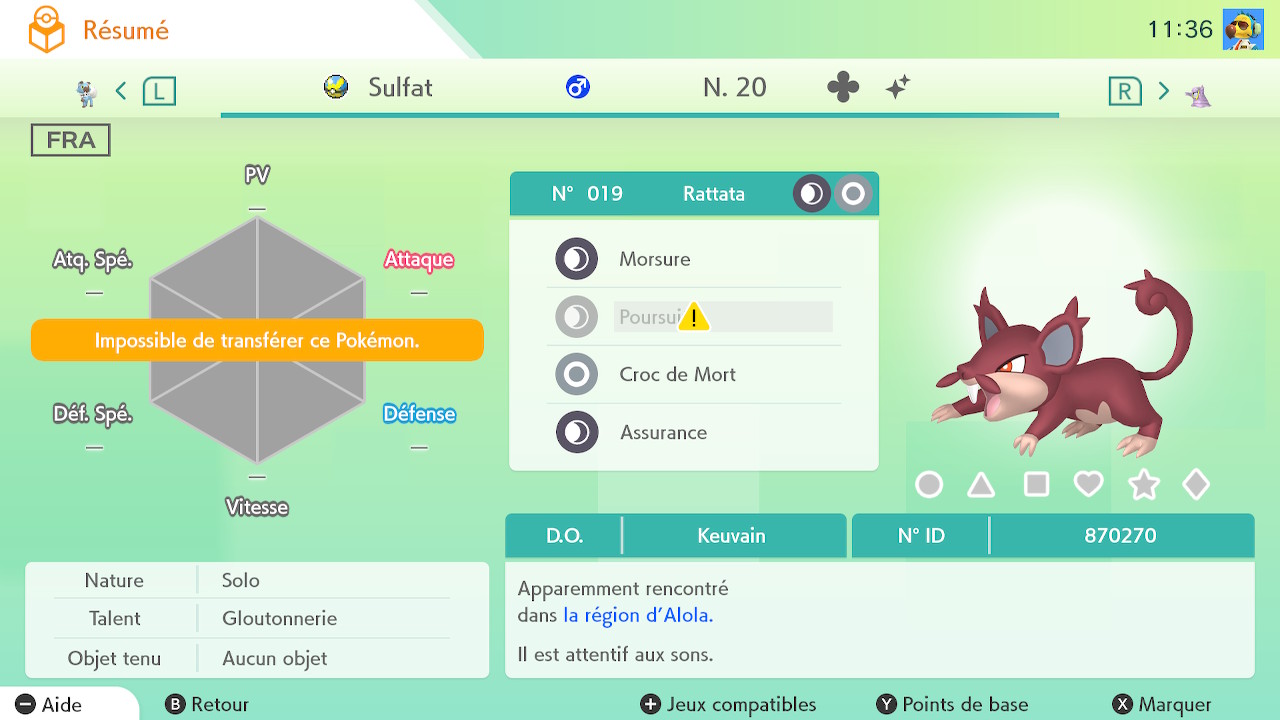 Résumé
11:36
L
Sulfat
N. 20
R
FRA
PV
—
Atq. Spé.
—
Attaque
—
Impossible de transférer ce Pokémon.
Déf. Spé.
—
Défense
—
—
Vitesse
N° 019 Rattata
Morsure
Poursui
Croc de Mort
Assurance
D.O. Keuvain
N° ID 870270
Nature Solo
Talent Gloutonnerie
Objet tenu Aucun objet
Apparemment rencontré
dans la région d'Alola.
Il est attentif aux sons.
Aide
B Retour
Jeux compatibles
Y Points de base
X Marquer